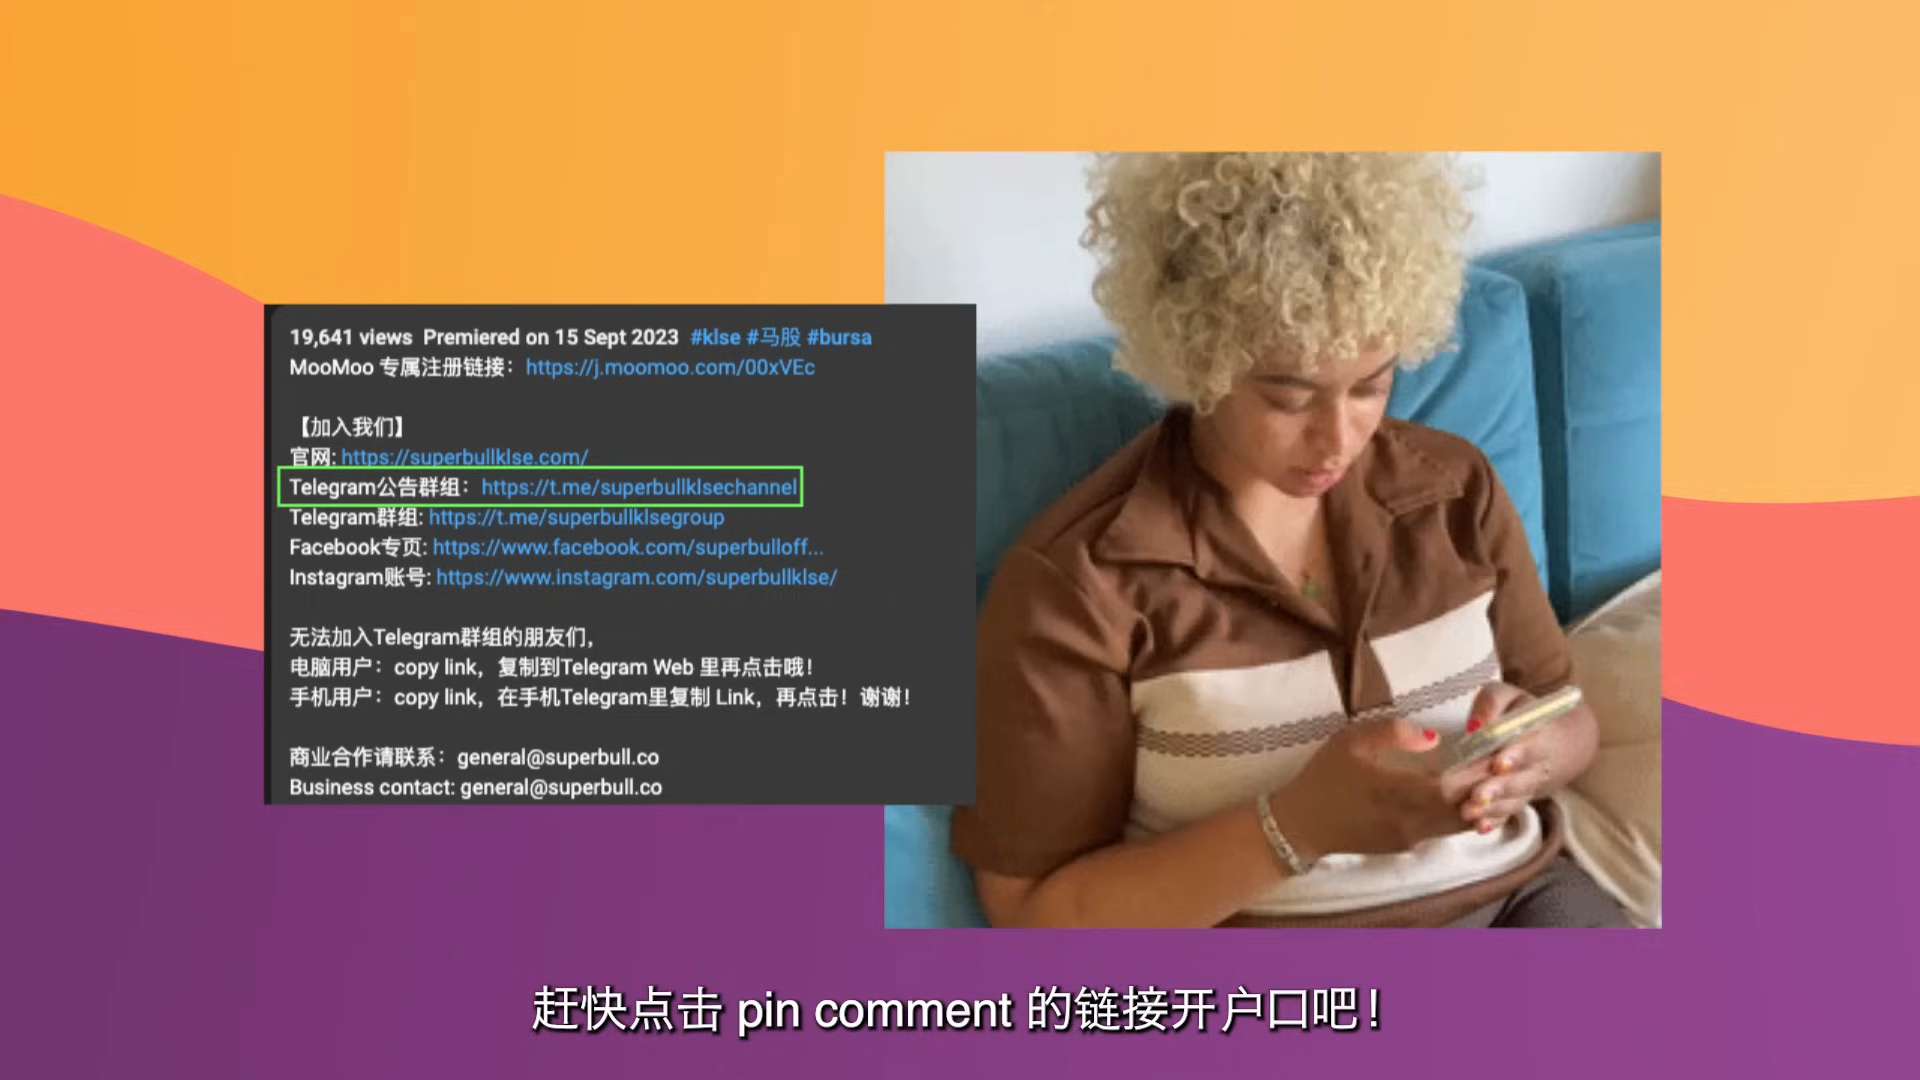 19,641 views Premiered on 15 Sept 2023 #klse #马股 #bursa
MooMoo 专属注册链接：https://j.moomoo.com/00xVEc
【加入我们】
官网: https://superbullklse.com/
Telegram公告群组：https://t.me/superbullklsechannel
Telegram群组: https://t.me/superbullklsegroup
Facebook专页: https://www.facebook.com/superbulloff...
Instagram账号: https://www.instagram.com/superbullklse/
无法加入Telegram群组的朋友们，
电脑用户：copy link，复制到Telegram Web 里再点击哦！
手机用户：copy link，在手机Telegram里复制 Link，再点击！谢谢！
商业合作请联系：general@superbull.co
Business contact: general@superbull.co
赶快点击 pin comment 的链接开户口吧！